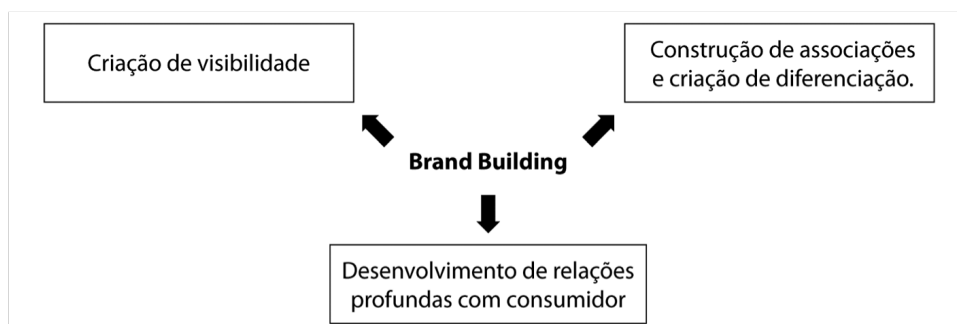 Criação de visibilidade
Construção de associações
e criação de diferenciação.
Brand Building
Desenvolvimento de relações
profundas com consumidor